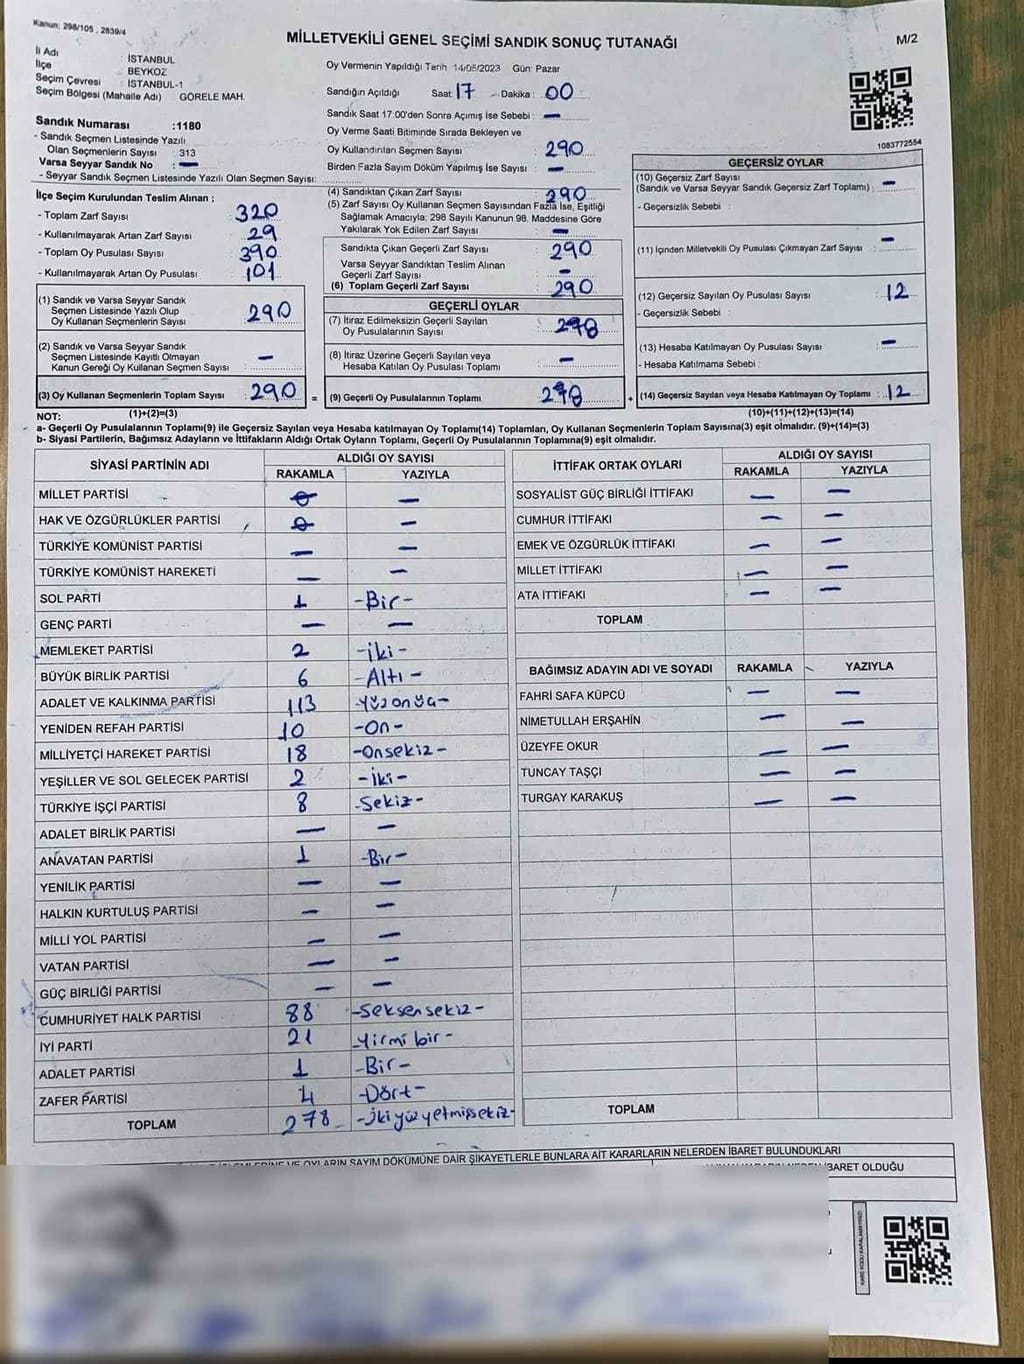 Kanun: 298/105 , 2839/4
MİLLETVEKİLİ GENEL SEÇİMİ SANDIK SONUÇ TUTANAĞI
M/2
İl Adı : İSTANBUL
İlçe BEYKOZ
Seçim Çevresi : İSTANBUL-1
Seçim Bölgesi (Mahalle Adı) GÖRELE MAH.
Sandık Numarası :1180
- Sandık Seçmen Listesinde Yazılı
Olan Seçmenlerin Sayısı 313
Varsa Seyyar Sandık No : —
- Seyyar Sandık Seçmen Listesinde Yazılı Olan Seçmen Sayısı:
İlçe Seçim Kurulundan Teslim Alınan ;
- Toplam Zarf Sayısı 320
- Kullanılmayarak Artan Zarf Sayısı 29
- Toplam Oy Pusulası Sayısı 390
- Kullanılmayarak Artan Oy Pusulası 101
(1) Sandık ve Varsa Seyyar Sandık
Seçmen Listesinde Yazılı Olup
Oy Kullanan Seçmenlerin Sayısı 290
(2) Sandık ve Varsa Seyyar Sandık
Seçmen Listesinde Kayıtlı Olmayan
Kanun Gereği Oy Kullanan Seçmen Sayısı —
(3) Oy Kullanan Seçmenlerin Toplam Sayısı 290 =
(1)+(2)=(3)
Oy Vermenin Yapıldığı Tarih 14/05/2023 Gün: Pazar
Sandığın Açıldığı Saat: 17 - Dakika : 00
Sandık Saat 17:00'den Sonra Açımış İse Sebebi : —
Oy Verme Saati Bitiminde Sırada Bekleyen ve
Oy Kullandırılan Seçmen Sayısı 290
Birden Fazla Sayım Döküm Yapılmış İse Sayısı —
(4) Sandıktan Çıkan Zarf Sayısı 290
(5) Zarf Sayısı Oy Kullanan Seçmen Sayısından Fazla İse, Eşitliği
Sağlamak Amacıyla; 298 Sayılı Kanunun 98. Maddesine Göre
Yakılarak Yok Edilen Zarf Sayısı —
Sandıkta Çıkan Geçerli Zarf Sayısı 290
Varsa Seyyar Sandıktan Teslim Alınan
Geçerli Zarf Sayısı —
(6) Toplam Geçerli Zarf Sayısı 290
GEÇERLİ OYLAR
(7) İtiraz Edilmeksizin Geçerli Sayılan
Oy Pusulalarının Sayısı 278
(8) İtiraz Üzerine Geçerli Sayılan veya
Hesaba Katılan Oy Pusulası Toplamı —
(9) Geçerli Oy Pusulalarının Toplamı 278 +
1083772554
GEÇERSİZ OYLAR
(10) Geçersiz Zarf Sayısı
(Sandık ve Varsa Seyyar Sandık Geçersiz Zarf Toplamı) : —
- Geçersizlik Sebebi :
(11) İçinden Milletvekili Oy Pusulası Çıkmayan Zarf Sayısı : —
(12) Geçersiz Sayılan Oy Pusulası Sayısı : 12
- Geçersizlik Sebebi :
(13) Hesaba Katılmayan Oy Pusulası Sayısı : —
- Hesaba Katılmama Sebebi :
(14) Geçersiz Sayılan veya Hesaba Katılmayan Oy Toplamı : 12
(10)+(11)+(12)+(13)=(14)
NOT:
a- Geçerli Oy Pusulalarının Toplamı(9) ile Geçersiz Sayılan veya Hesaba katılmayan Oy Toplamı(14) Toplamları, Oy Kullanan Seçmenlerin Toplam Sayısına(3) eşit olmalıdır. (9)+(14)=(3)
b- Siyasi Partilerin, Bağımsız Adayların ve İttifakların Aldığı Ortak Oyların Toplamı, Geçerli Oy Pusulalarının Toplamına(9) eşit olmalıdır.
SİYASİ PARTİNİN ADI ALDIĞI OY SAYISI
RAKAMLA YAZIYLA
MİLLET PARTİSİ 0 —
HAK VE ÖZGÜRLÜKLER PARTİSİ 0 —
TÜRKİYE KOMÜNİST PARTİSİ — —
TÜRKİYE KOMÜNİST HAREKETİ — —
SOL PARTİ 1 -Bir-
GENÇ PARTİ — —
MEMLEKET PARTİSİ 2 -iki-
BÜYÜK BİRLİK PARTİSİ 6 -Altı-
ADALET VE KALKINMA PARTİSİ 113 -yüzonüç-
YENİDEN REFAH PARTİSİ 10 -On-
MİLLİYETÇİ HAREKET PARTİSİ 18 -Onsekiz-
YEŞİLLER VE SOL GELECEK PARTİSİ 2 -iki-
TÜRKİYE İŞÇİ PARTİSİ 8 -Sekiz-
ADALET BİRLİK PARTİSİ — —
ANAVATAN PARTİSİ 1 -Bir-
YENİLİK PARTİSİ — —
HALKIN KURTULUŞ PARTİSİ — —
MİLLİ YOL PARTİSİ — —
VATAN PARTİSİ — —
GÜÇ BİRLİĞİ PARTİSİ — —
CUMHURİYET HALK PARTİSİ 88 -Seksensekiz-
İYİ PARTİ 21 -Yirmi bir-
ADALET PARTİSİ 1 -Bir-
ZAFER PARTİSİ 4 -Dört-
TOPLAM 278 -İkiyüzyetmişsekiz-
İTTİFAK ORTAK OYLARI ALDIĞI OY SAYISI
RAKAMLA YAZIYLA
SOSYALİST GÜÇ BİRLİĞİ İTTİFAKI — —
CUMHUR İTTİFAKI — —
EMEK VE ÖZGÜRLÜK İTTİFAKI — —
MİLLET İTTİFAKI — —
ATA İTTİFAKI — —
TOPLAM
BAĞIMSIZ ADAYIN ADI VE SOYADI RAKAMLA YAZIYLA
FAHRİ SAFA KÜPCÜ — —
NİMETULLAH ERŞAHİN — —
ÜZEYFE OKUR — —
TUNCAY TAŞÇI — —
TURGAY KARAKUŞ — —
TOPLAM
OYLARIN SAYIM DÖKÜMÜNE DAİR ŞİKAYETLERLE BUNLARA AİT KARARLARIN NELERDEN İBARET BULUNDUKLARI
İBARET OLDUĞU